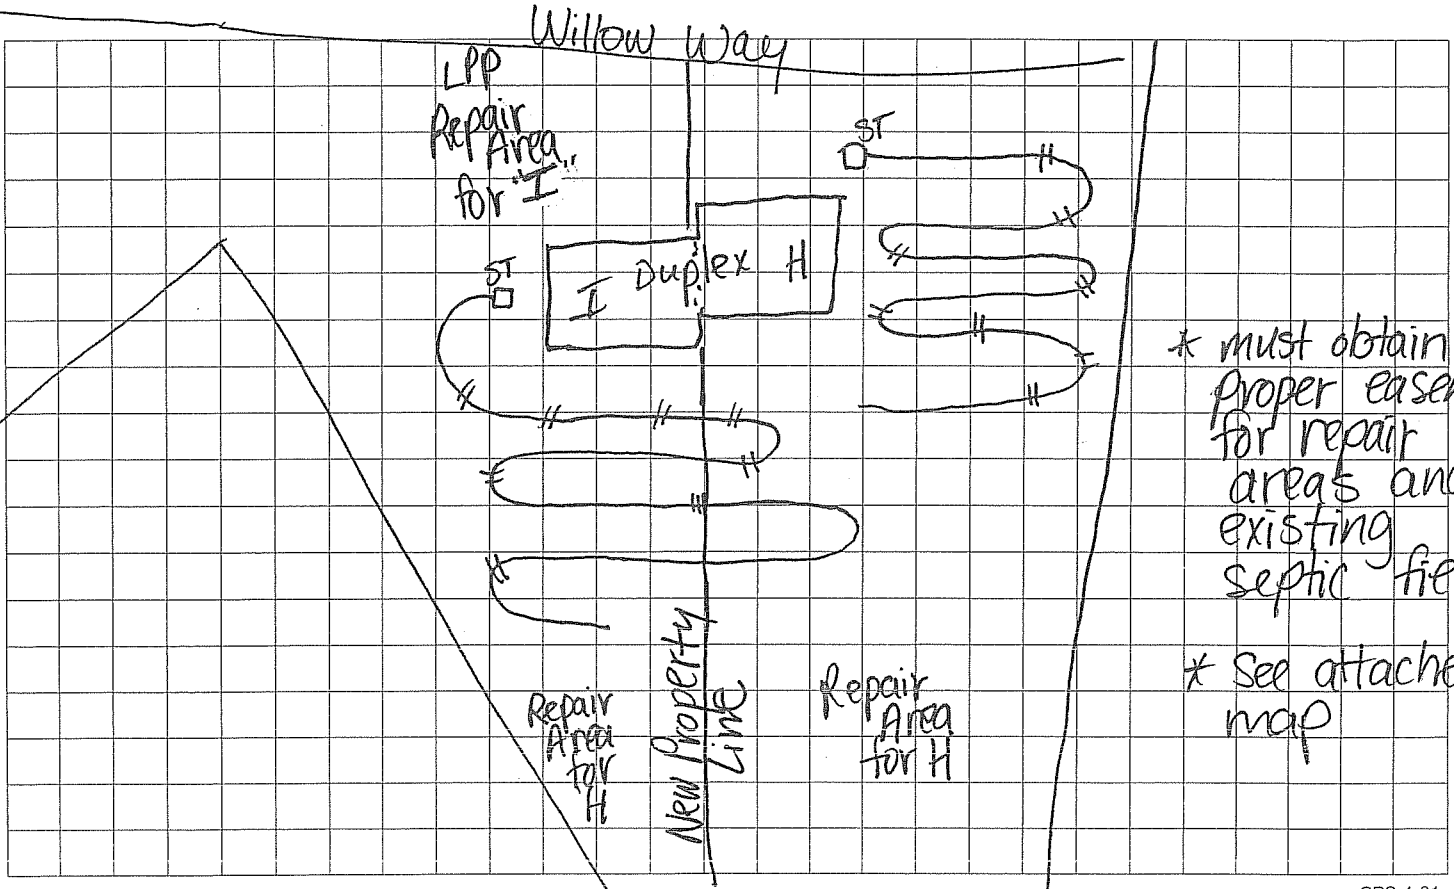 Willow Way
LPP
Repair
Area
for "I"
ST
ST
I Duplex H
* must obtain
proper easem
for repair
areas and
existing
septic fie
* See attache
map
Repair
Area
for
H
New Property
Line
Repair
Area
for H